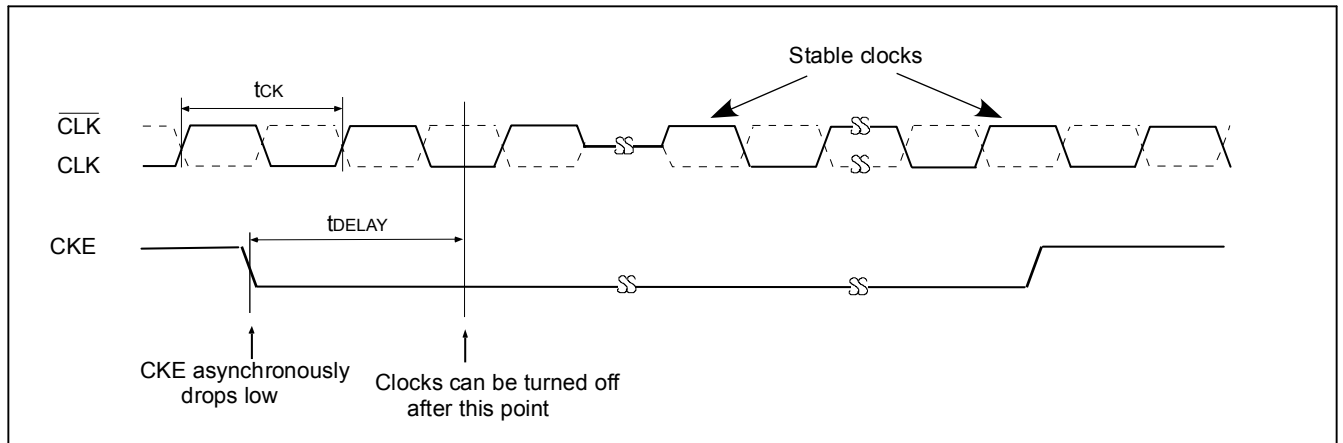 Stable clocks
tCK
CLK
CLK
tDELAY
CKE
CKE asynchronously
drops low
Clocks can be turned off
after this point